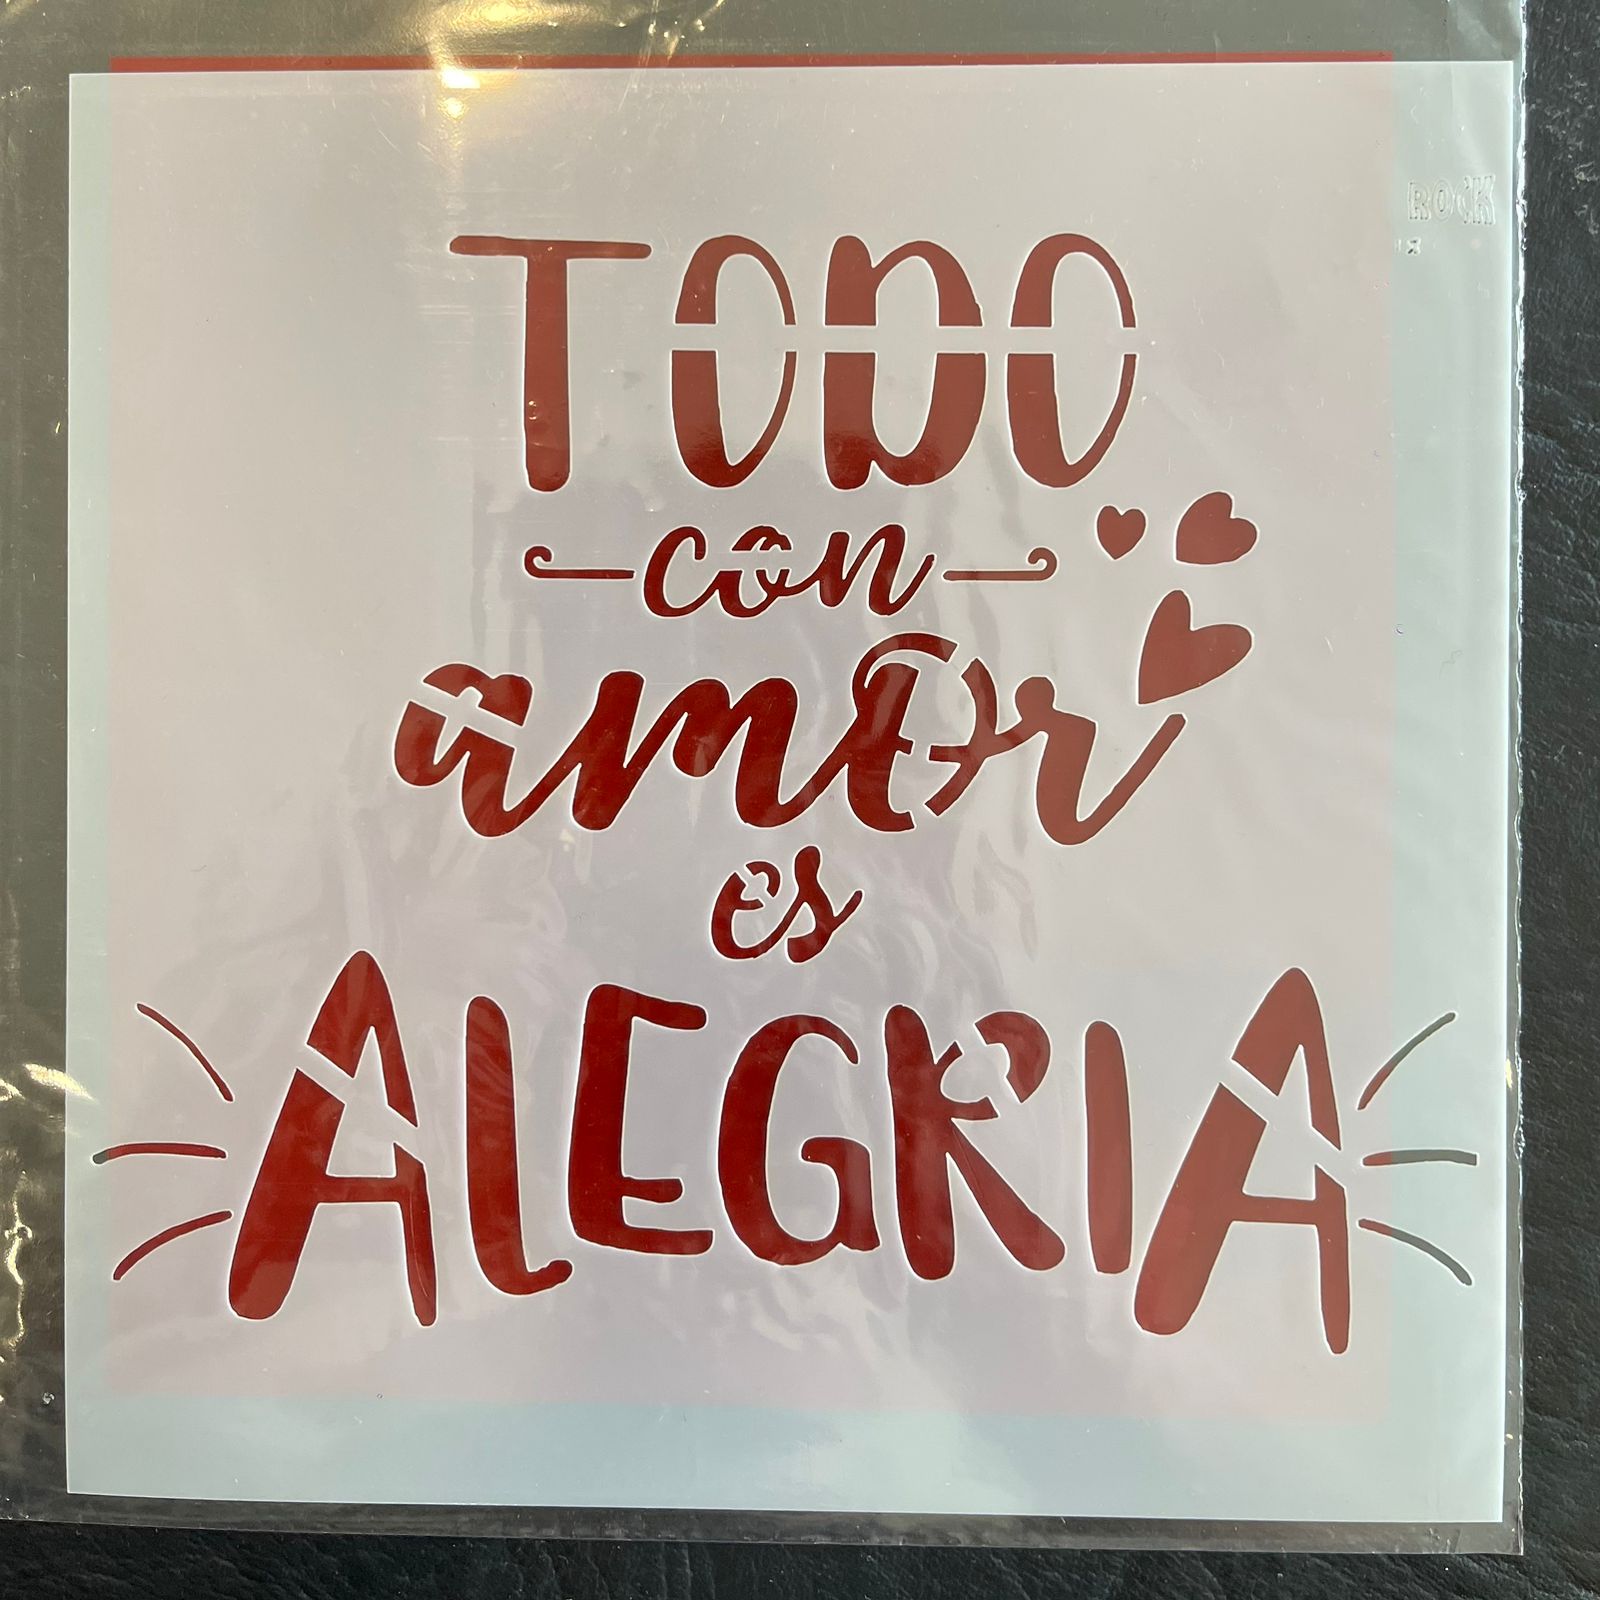 TODO
con
amor
es
ALEGRIA
ROCK